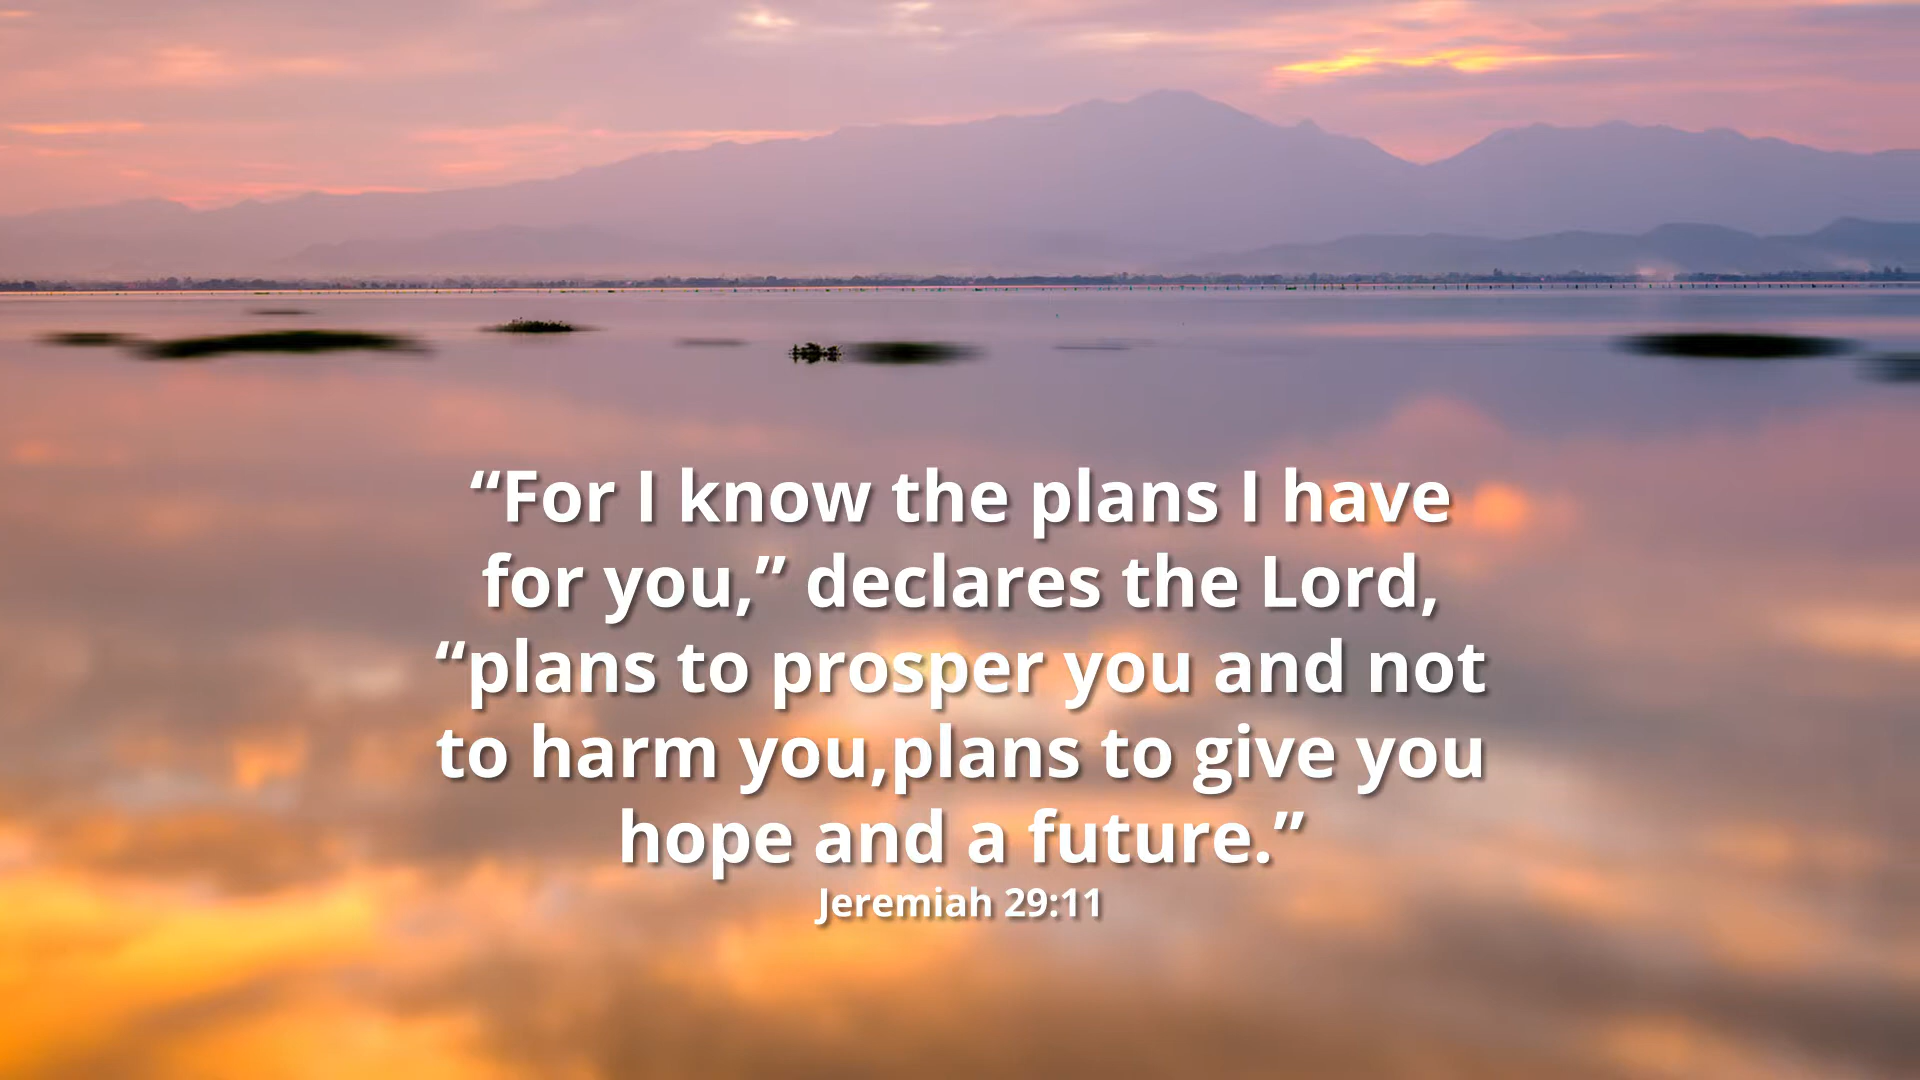 “For I know the plans I have
for you,” declares the Lord,
“plans to prosper you and not
to harm you,plans to give you
hope and a future.”
Jeremiah 29:11